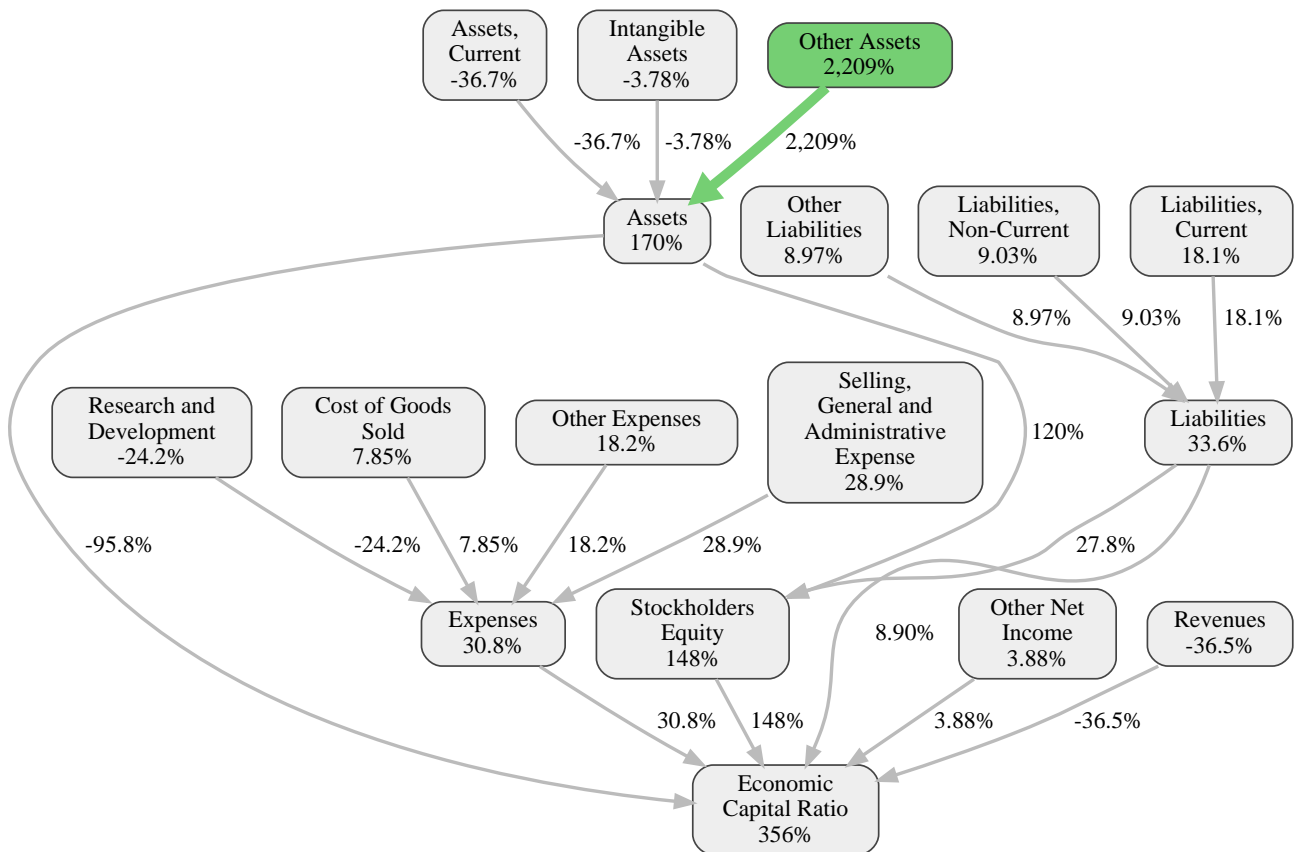 Assets,
Current
-36.7%
Intangible
Assets
-3.78%
Other Assets
2,209%
-36.7%
-3.78%
2,209%
Assets
170%
Other
Liabilities
8.97%
Liabilities,
Non-Current
9.03%
Liabilities,
Current
18.1%
8.97%
9.03%
18.1%
Research and
Development
-24.2%
Cost of Goods
Sold
7.85%
Other Expenses
18.2%
Selling,
General and
Administrative
Expense
28.9%
120%
Liabilities
33.6%
-95.8%
-24.2%
7.85%
18.2%
28.9%
27.8%
Expenses
30.8%
Stockholders
Equity
148%
8.90%
Other Net
Income
3.88%
Revenues
-36.5%
30.8%
148%
3.88%
-36.5%
Economic
Capital Ratio
356%